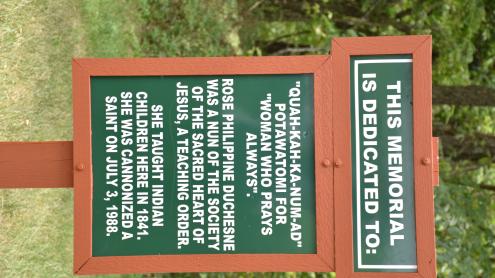 THIS MEMORIAL
IS DEDICATED TO:
"QUAH-KAH-KA-NUM-AD"
POTAWATOMI FOR
"WOMAN WHO PRAYS
ALWAYS".
ROSE PHILIPPINE DUCHESNE
WAS A NUN OF THE SOCIETY
OF THE SACRED HEART OF
JESUS, A TEACHING ORDER.
SHE TAUGHT INDIAN
CHILDREN HERE IN 1841.
SHE WAS CANNONIZED A
SAINT ON JULY 3, 1988.